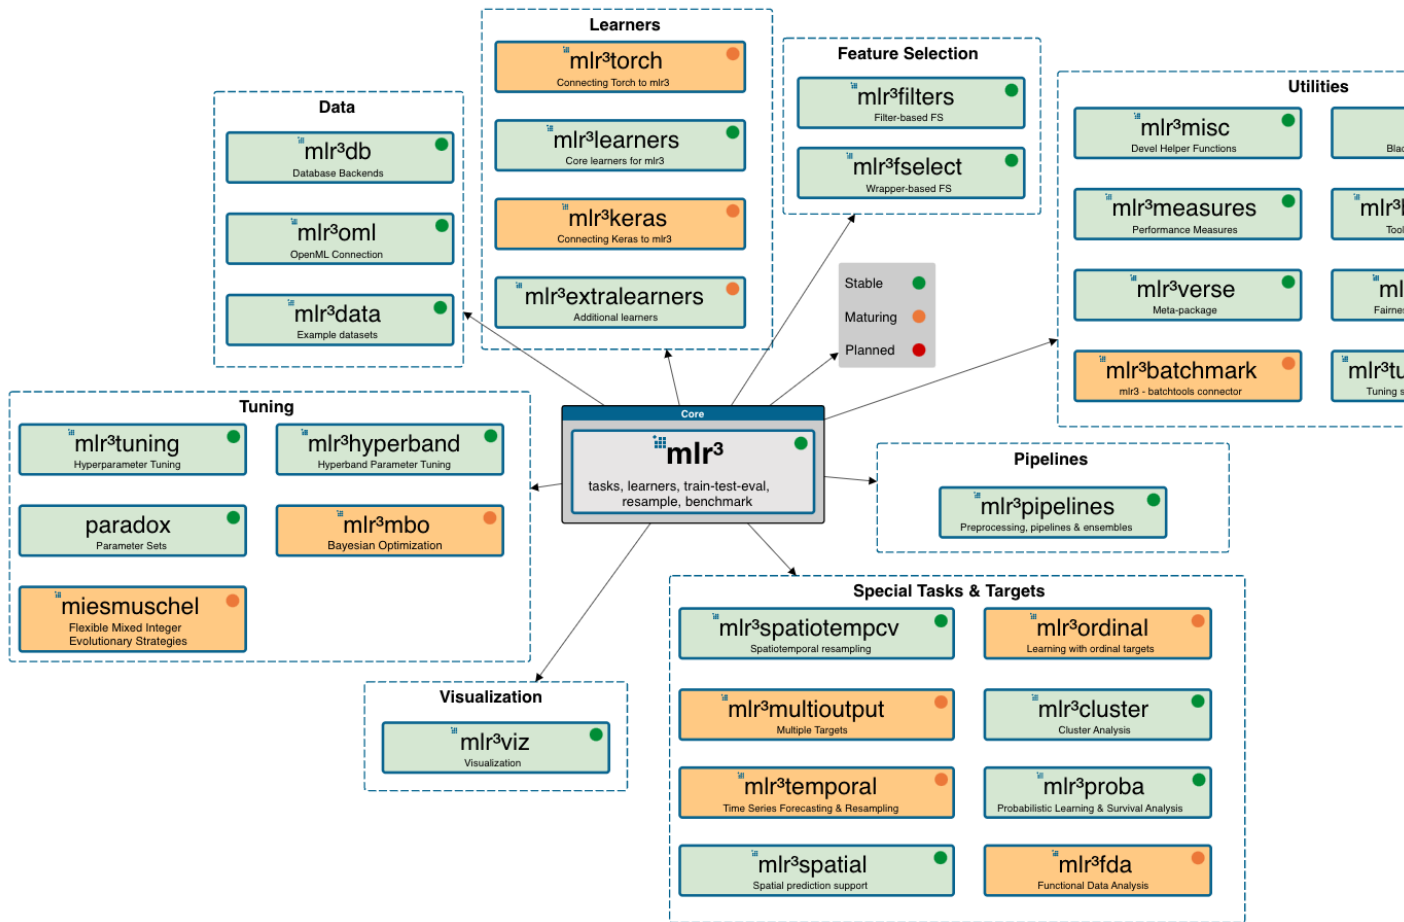 Learners
mlr³torch
Connecting Torch to mlr3
mlr³learners
Core learners for mlr3
mlr³keras
Connecting Keras to mlr3
mlr³extralearners
Additional learners
Feature Selection
mlr³filters
Filter-based FS
mlr³fselect
Wrapper-based FS
Utilities
mlr³misc
Devel Helper Functions
mlr³measures
Performance Measures
mlr³verse
Meta-package
mlr³batchmark
mlr3 - batchtools connector
Tuning s
Data
mlr³db
Database Backends
mlr³oml
OpenML Connection
mlr³data
Example datasets
Stable
Maturing
Planned
Tuning
mlr³tuning
Hyperparameter Tuning
mlr³hyperband
Hyperband Parameter Tuning
paradox
Parameter Sets
mlr³mbo
Bayesian Optimization
miesmuschel
Flexible Mixed Integer
Evolutionary Strategies
Core
mlr³
tasks, learners, train-test-eval,
resample, benchmark
Pipelines
mlr³pipelines
Preprocessing, pipelines & ensembles
Visualization
mlr³viz
Visualization
Special Tasks & Targets
mlr³spatiotempcv
Spatiotemporal resampling
mlr³ordinal
Learning with ordinal targets
mlr³multioutput
Multiple Targets
mlr³cluster
Cluster Analysis
mlr³temporal
Time Series Forecasting & Resampling
mlr³proba
Probabilistic Learning & Survival Analysis
mlr³spatial
Spatial prediction support
mlr³fda
Functional Data Analysis